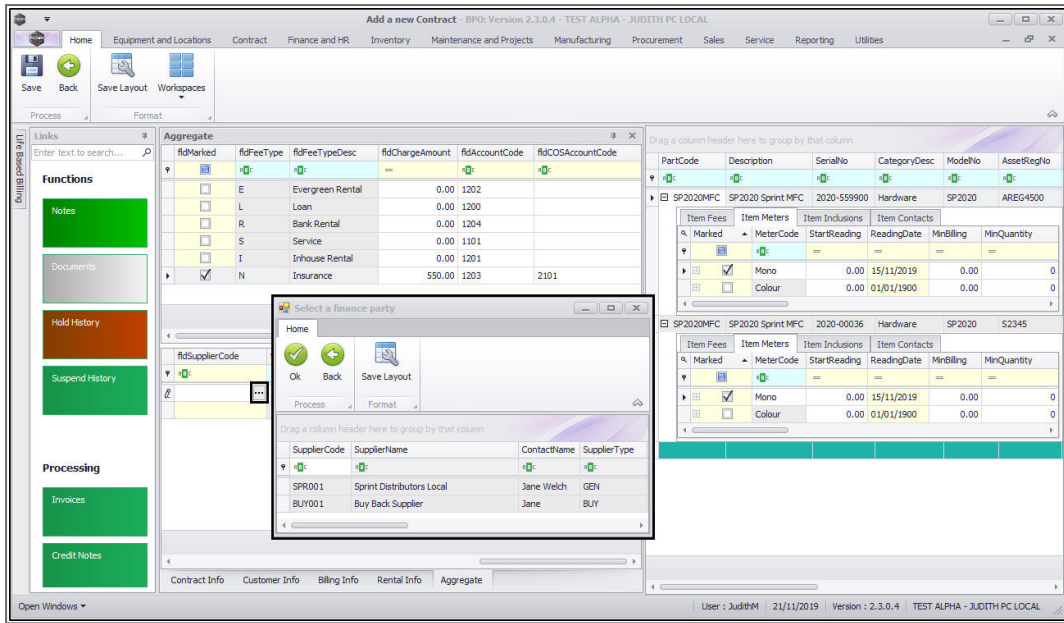 Add a new Contract - BPO: Version 2.3.0.4 - TEST ALPHA - JUDITH PC LOCAL
Home Equipment and Locations Contract Finance and HR Inventory Maintenance and Projects Manufacturing Procurement Sales Service Reporting Utilities
Save Back Save Layout Workspaces
Process Format
Life Based Billing
Links
Enter text to search...
Functions
Notes
Documents
Hold History
Suspend History
Processing
Invoices
Credit Notes
Aggregate
fldMarked fldFeeType fldFeeTypeDesc fldChargeAmount fldAccountCode fldCOSAccountCode
E Evergreen Rental 0.00 1202
L Loan 0.00 1200
R Bank Rental 0.00 1204
S Service 0.00 1101
I Inhouse Rental 0.00 1201
N Insurance 550.00 1203 2101
fldSupplierCode
Select a finance party
Home
Ok Back Save Layout
Process Format
Drag a column header here to group by that column
SupplierCode SupplierName ContactName SupplierType
SPR001 Sprint Distributors Local Jane Welch GEN
BUY001 Buy Back Supplier Jane BUY
Contract Info Customer Info Billing Info Rental Info Aggregate
Drag a column header here to group by that column
PartCode Description SerialNo CategoryDesc ModelNo AssetRegNo
SP2020MFC SP2020 Sprint MFC 2020-559900 Hardware SP2020 AREG4500
Item Fees Item Meters Item Inclusions Item Contacts
Marked MeterCode StartReading ReadingDate MinBilling MinQuantity
Mono 0.00 15/11/2019 0.00 0
Colour 0.00 01/01/1900 0.00 0
SP2020MFC SP2020 Sprint MFC 2020-00036 Hardware SP2020 S2345
Item Fees Item Meters Item Inclusions Item Contacts
Marked MeterCode StartReading ReadingDate MinBilling MinQuantity
Mono 0.00 15/11/2019 0.00 0
Colour 0.00 01/01/1900 0.00 0
Open Windows User : JudithM 21/11/2019 Version : 2.3.0.4 TEST ALPHA - JUDITH PC LOCAL